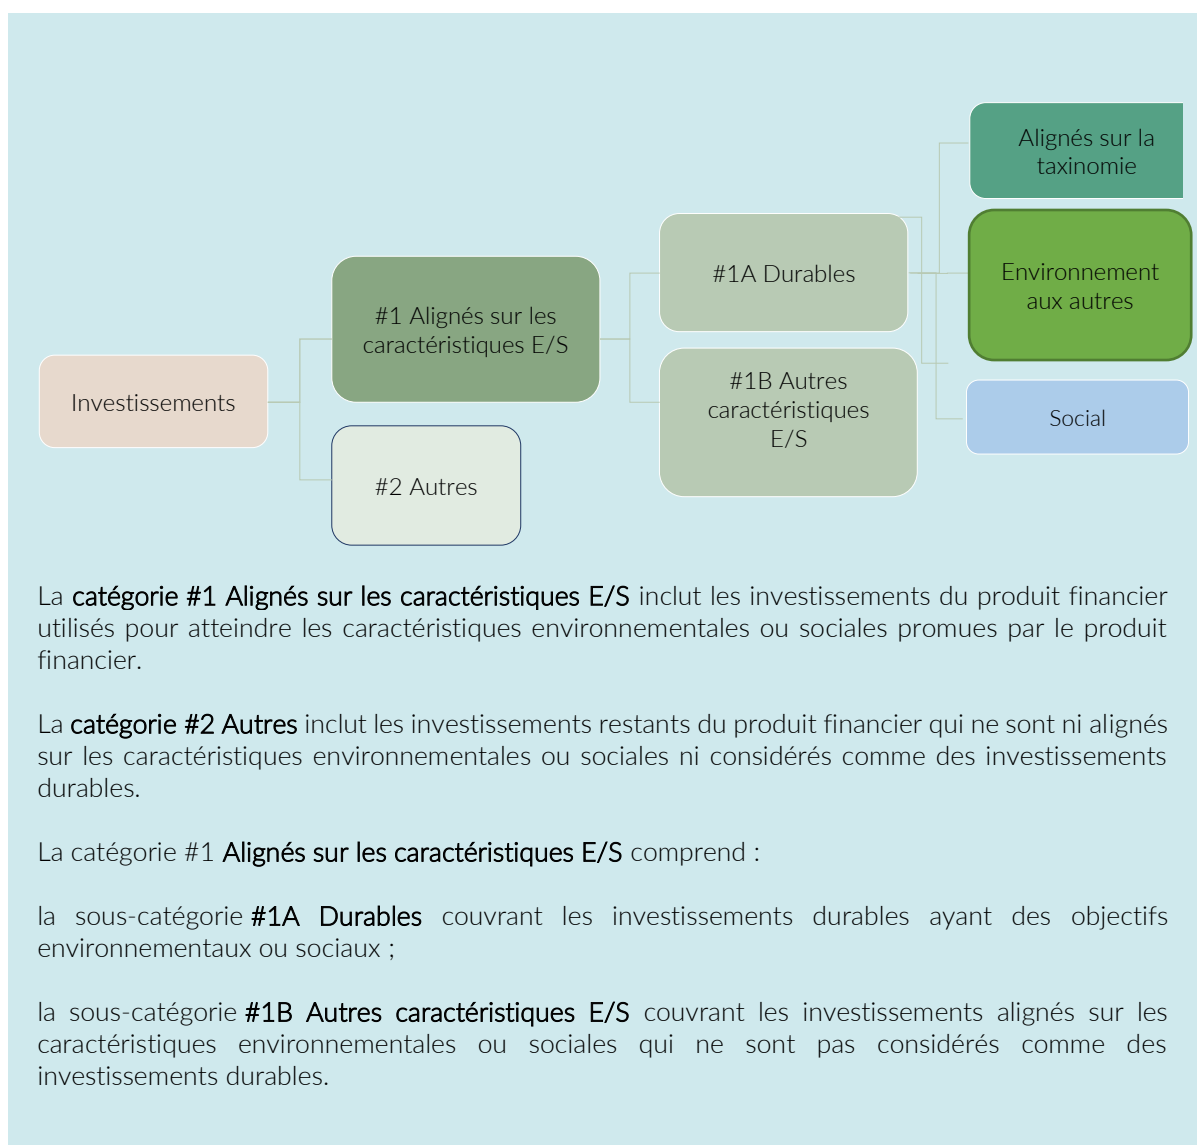 Alignés sur la
taxinomie
Environnement
aux autres
#1A Durables
#1 Alignés sur les
caractéristiques E/S
#1B Autres
caractéristiques
E/S
Investissements
Social
#2 Autres
La catégorie #1 Alignés sur les caractéristiques E/S inclut les investissements du produit financier
utilisés pour atteindre les caractéristiques environnementales ou sociales promues par le produit
financier.
La catégorie #2 Autres inclut les investissements restants du produit financier qui ne sont ni alignés
sur les caractéristiques environnementales ou sociales ni considérés comme des investissements
durables.
La catégorie #1 Alignés sur les caractéristiques E/S comprend :
la sous-catégorie #1A Durables couvrant les investissements durables ayant des objectifs
environnementaux ou sociaux ;
la sous-catégorie #1B Autres caractéristiques E/S couvrant les investissements alignés sur les
caractéristiques environnementales ou sociales qui ne sont pas considérés comme des
investissements durables.